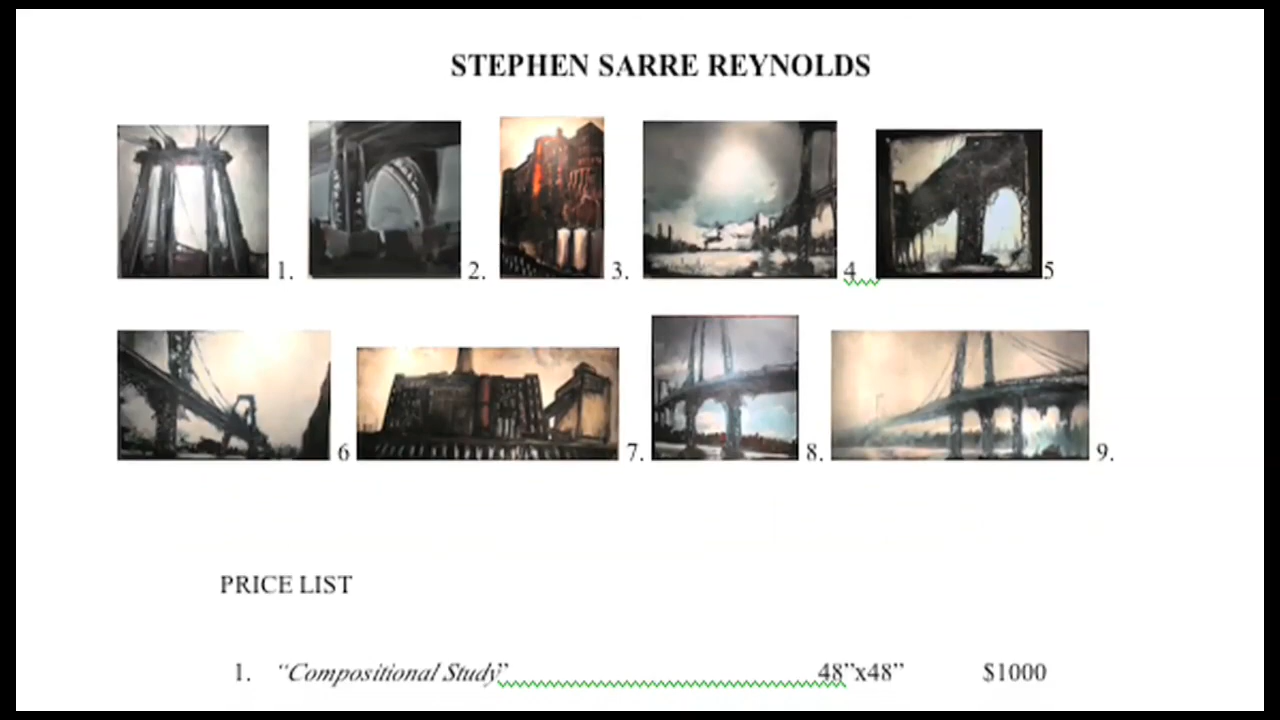 STEPHEN SARRE REYNOLDS
1. 2. 3. 4 5
6 7. 8. 9.
PRICE LIST
1. “Compositional Study” 48”x48” $1000